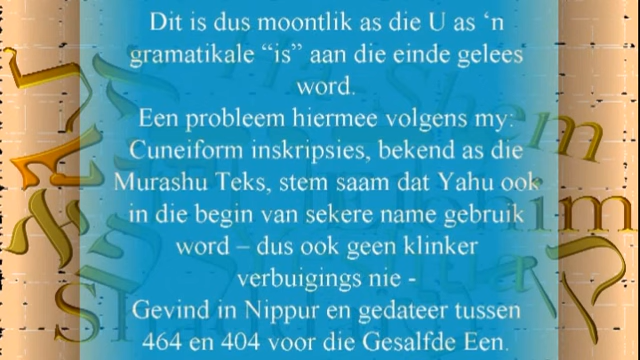 Dit is dus moontlik as die U as ‘n
gramatikale “is” aan die einde gelees
word.
Een probleem hiermee volgens my:
Cuneiform inskripsies, bekend as die
Murashu Teks, stem saam dat Yahu ook
in die begin van sekere name gebruik
word – dus ook geen klinker
verbuigings nie -
Gevind in Nippur en gedateer tussen
464 en 404 voor die Gesalfde Een.